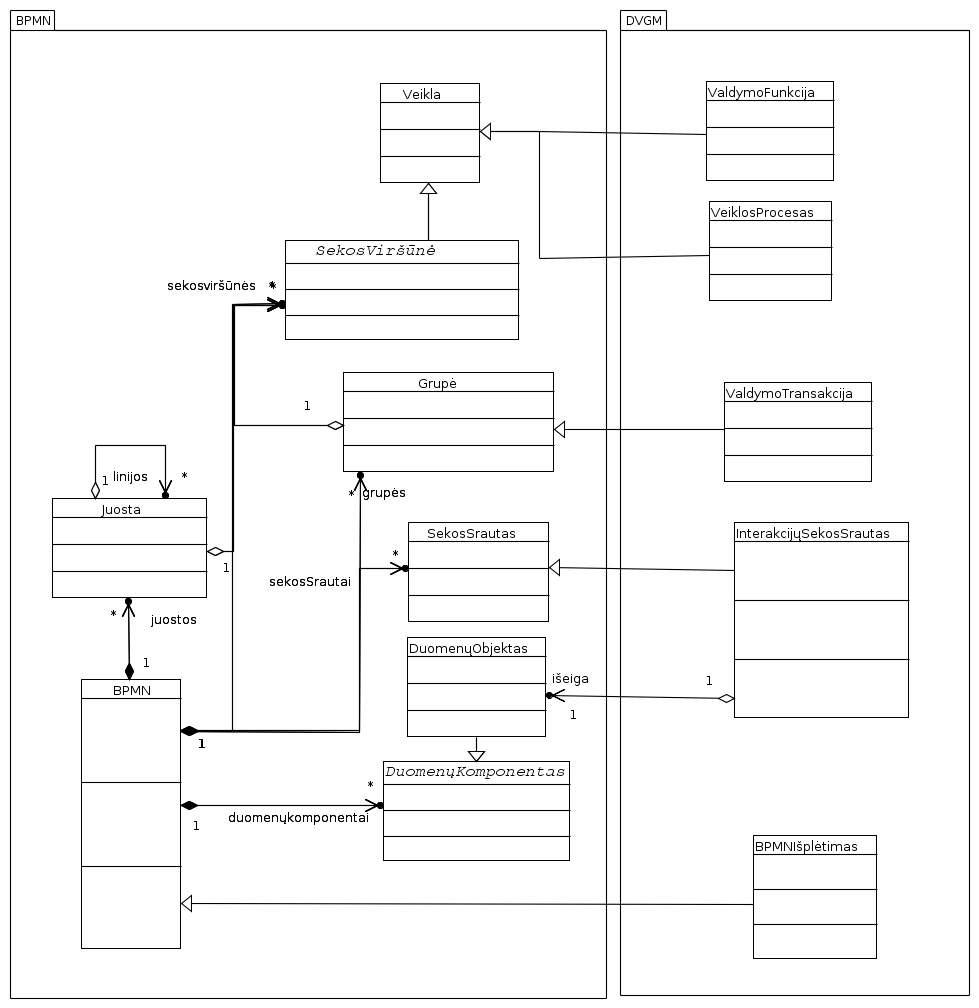 BPMN
DVGM
Veikla
ValdymoFunkcija
VeiklosProcesas
SekosViršūnė
sekosviršūnės *
Grupė
1
ValdymoTransakcija
linijos
1
*
* grupės
Juosta
1
SekosSrautas
*
sekosSrautai
InterakcijųSekosSrautas
* juostos
1
DuomenųObjektas
išeiga
1
1
BPMN
1
DuomenųKomponentas
*
duomenųkomponentai
1
BPMNIšplėtimas